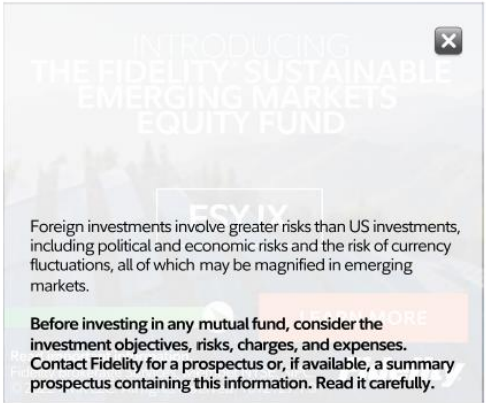 INTRODUCING
THE FIDELITY SUSTAINABLE
EMERGING MARKETS
EQUITY FUND
Foreign investments involve greater risks than US investments,
including political and economic risks and the risk of currency
fluctuations, all of which may be magnified in emerging
markets.
LEARN MORE
Before investing in any mutual fund, consider the
investment objectives, risks, charges, and expenses.
Contact Fidelity for a prospectus or, if available, a summary
prospectus containing this information. Read it carefully.